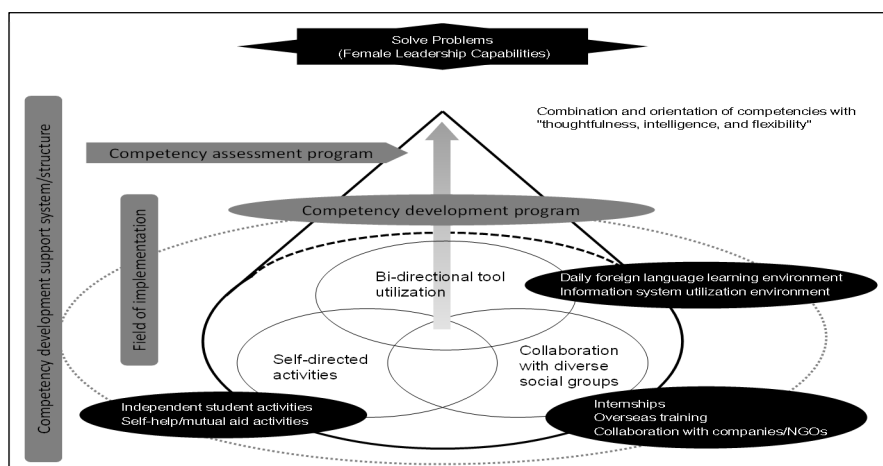 Solve Problems
(Female Leadership Capabilities)
Combination and orientation of competencies with
"thoughtfulness, intelligence, and flexibility"
Competency assessment program
Competency development support system/structure
Field of implementation
Competency development program
Bi-directional tool
utilization
Daily foreign language learning environment
Information system utilization environment
Self-directed
activities
Collaboration
with diverse
social groups
Independent student activities
Self-help/mutual aid activities
Internships
Overseas training
Collaboration with companies/NGOs